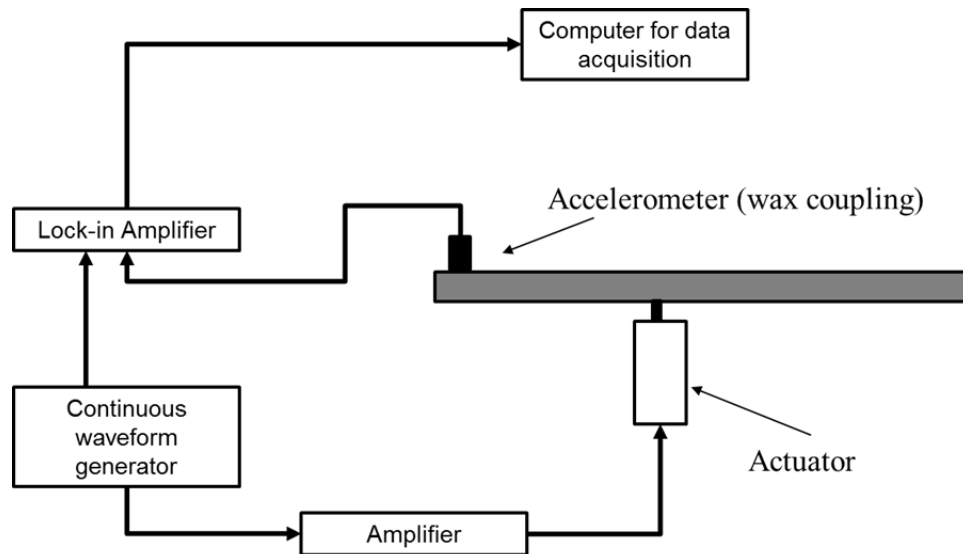 Computer for data
acquisition
Accelerometer (wax coupling)
Lock-in Amplifier
Continuous
waveform
generator
Actuator
Amplifier